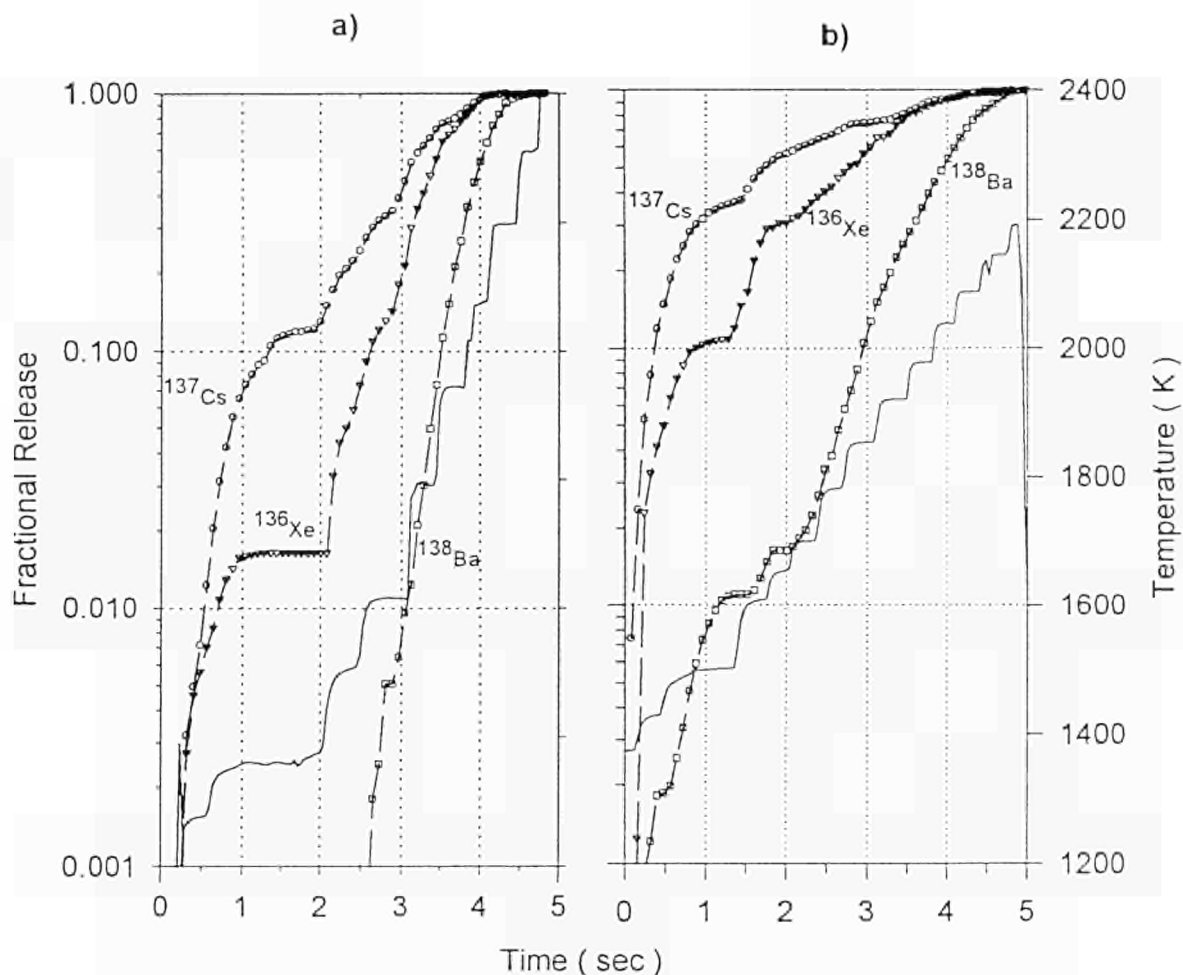 a)
b)
1.000
0.100
0.010
0.001
Fractional Release
137Cs
136Xe
138Ba
0 1 2 3 4 5
137Cs
136Xe
138Ba
0 1 2 3 4 5
2400
2200
2000
1800
1600
1400
1200
Temperature ( K )
Time ( sec )